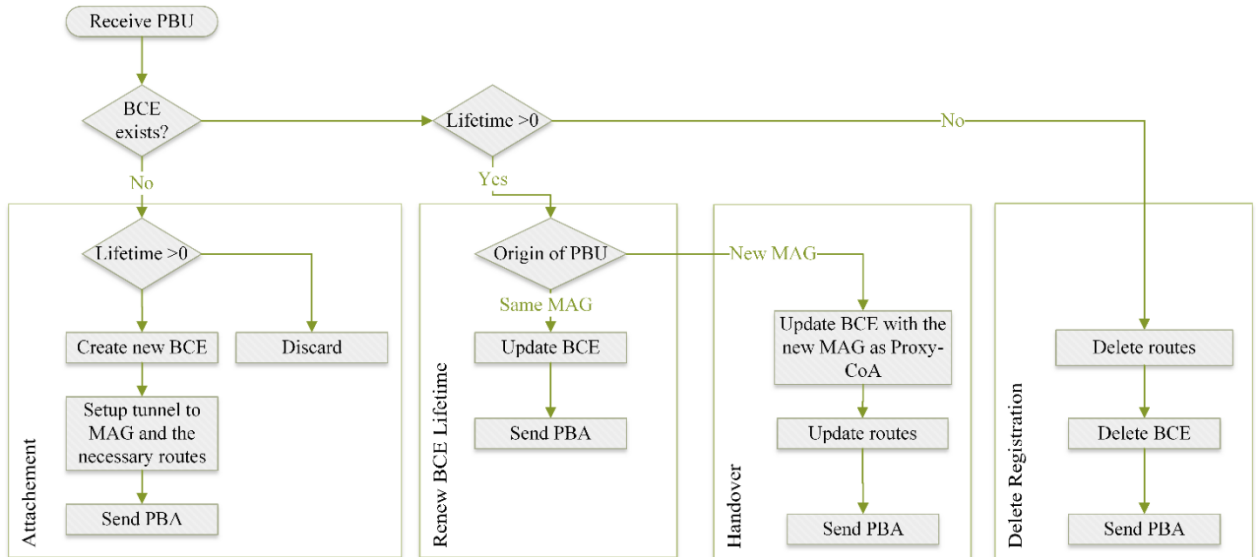 Receive PBU
BCE
exists?
Lifetime >0
No
No
Yes
Lifetime >0
Origin of PBU
New MAG
Same MAG
Create new BCE
Discard
Update BCE
Update BCE with the
new MAG as Proxy-
CoA
Delete routes
Setup tunnel to
MAG and the
necessary routes
Send PBA
Update routes
Delete BCE
Send PBA
Send PBA
Send PBA
Attachement
Renew BCE Lifetime
Handover
Delete Registration